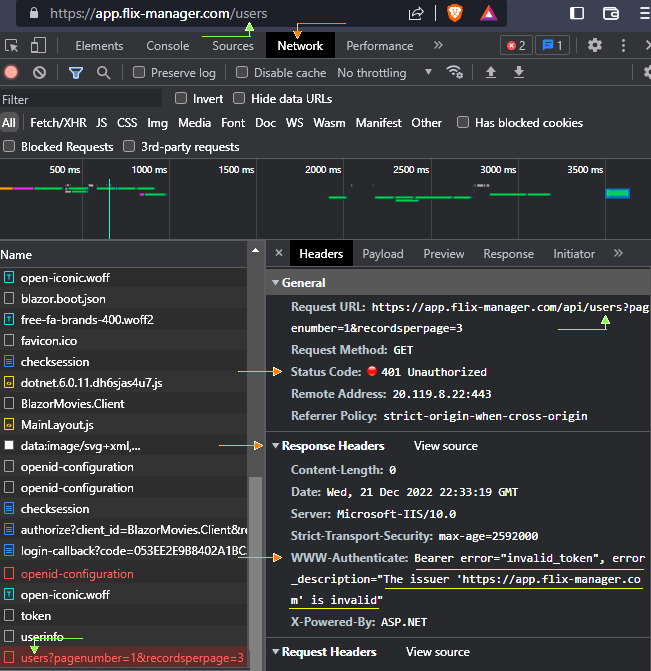 https://app.flix-manager.com/users
Elements Console Sources Network Performance » 2 1
Preserve log Disable cache No throttling
Filter Invert Hide data URLs
All Fetch/XHR JS CSS Img Media Font Doc WS Wasm Manifest Other Has blocked cookies
Blocked Requests 3rd-party requests
500 ms 1000 ms 1500 ms 2000 ms 2500 ms 3000 ms 3500 ms
Name
open-iconic.woff
blazor.boot.json
free-fa-brands-400.woff2
favicon.ico
checksession
dotnet.6.0.11.dh6sjas4u7.js
BlazorMovies.Client
MainLayout.js
data:image/svg+xml,...
openid-configuration
openid-configuration
checksession
authorize?client_id=BlazorMovies.Client&re
login-callback?code=053EE2E9B8402A1BC
openid-configuration
open-iconic.woff
token
userinfo
users?pagenumber=1&recordsperpage=3
× Headers Payload Preview Response Initiator »
General
Request URL: https://app.flix-manager.com/api/users?pag
enumber=1&recordsperpage=3
Request Method: GET
Status Code: 401 Unauthorized
Remote Address: 20.119.8.22:443
Referrer Policy: strict-origin-when-cross-origin
Response Headers View source
Content-Length: 0
Date: Wed, 21 Dec 2022 22:33:19 GMT
Server: Microsoft-IIS/10.0
Strict-Transport-Security: max-age=2592000
WWW-Authenticate: Bearer error="invalid_token", error
_description="The issuer 'https://app.flix-manager.co
m' is invalid"
X-Powered-By: ASP.NET
Request Headers View source